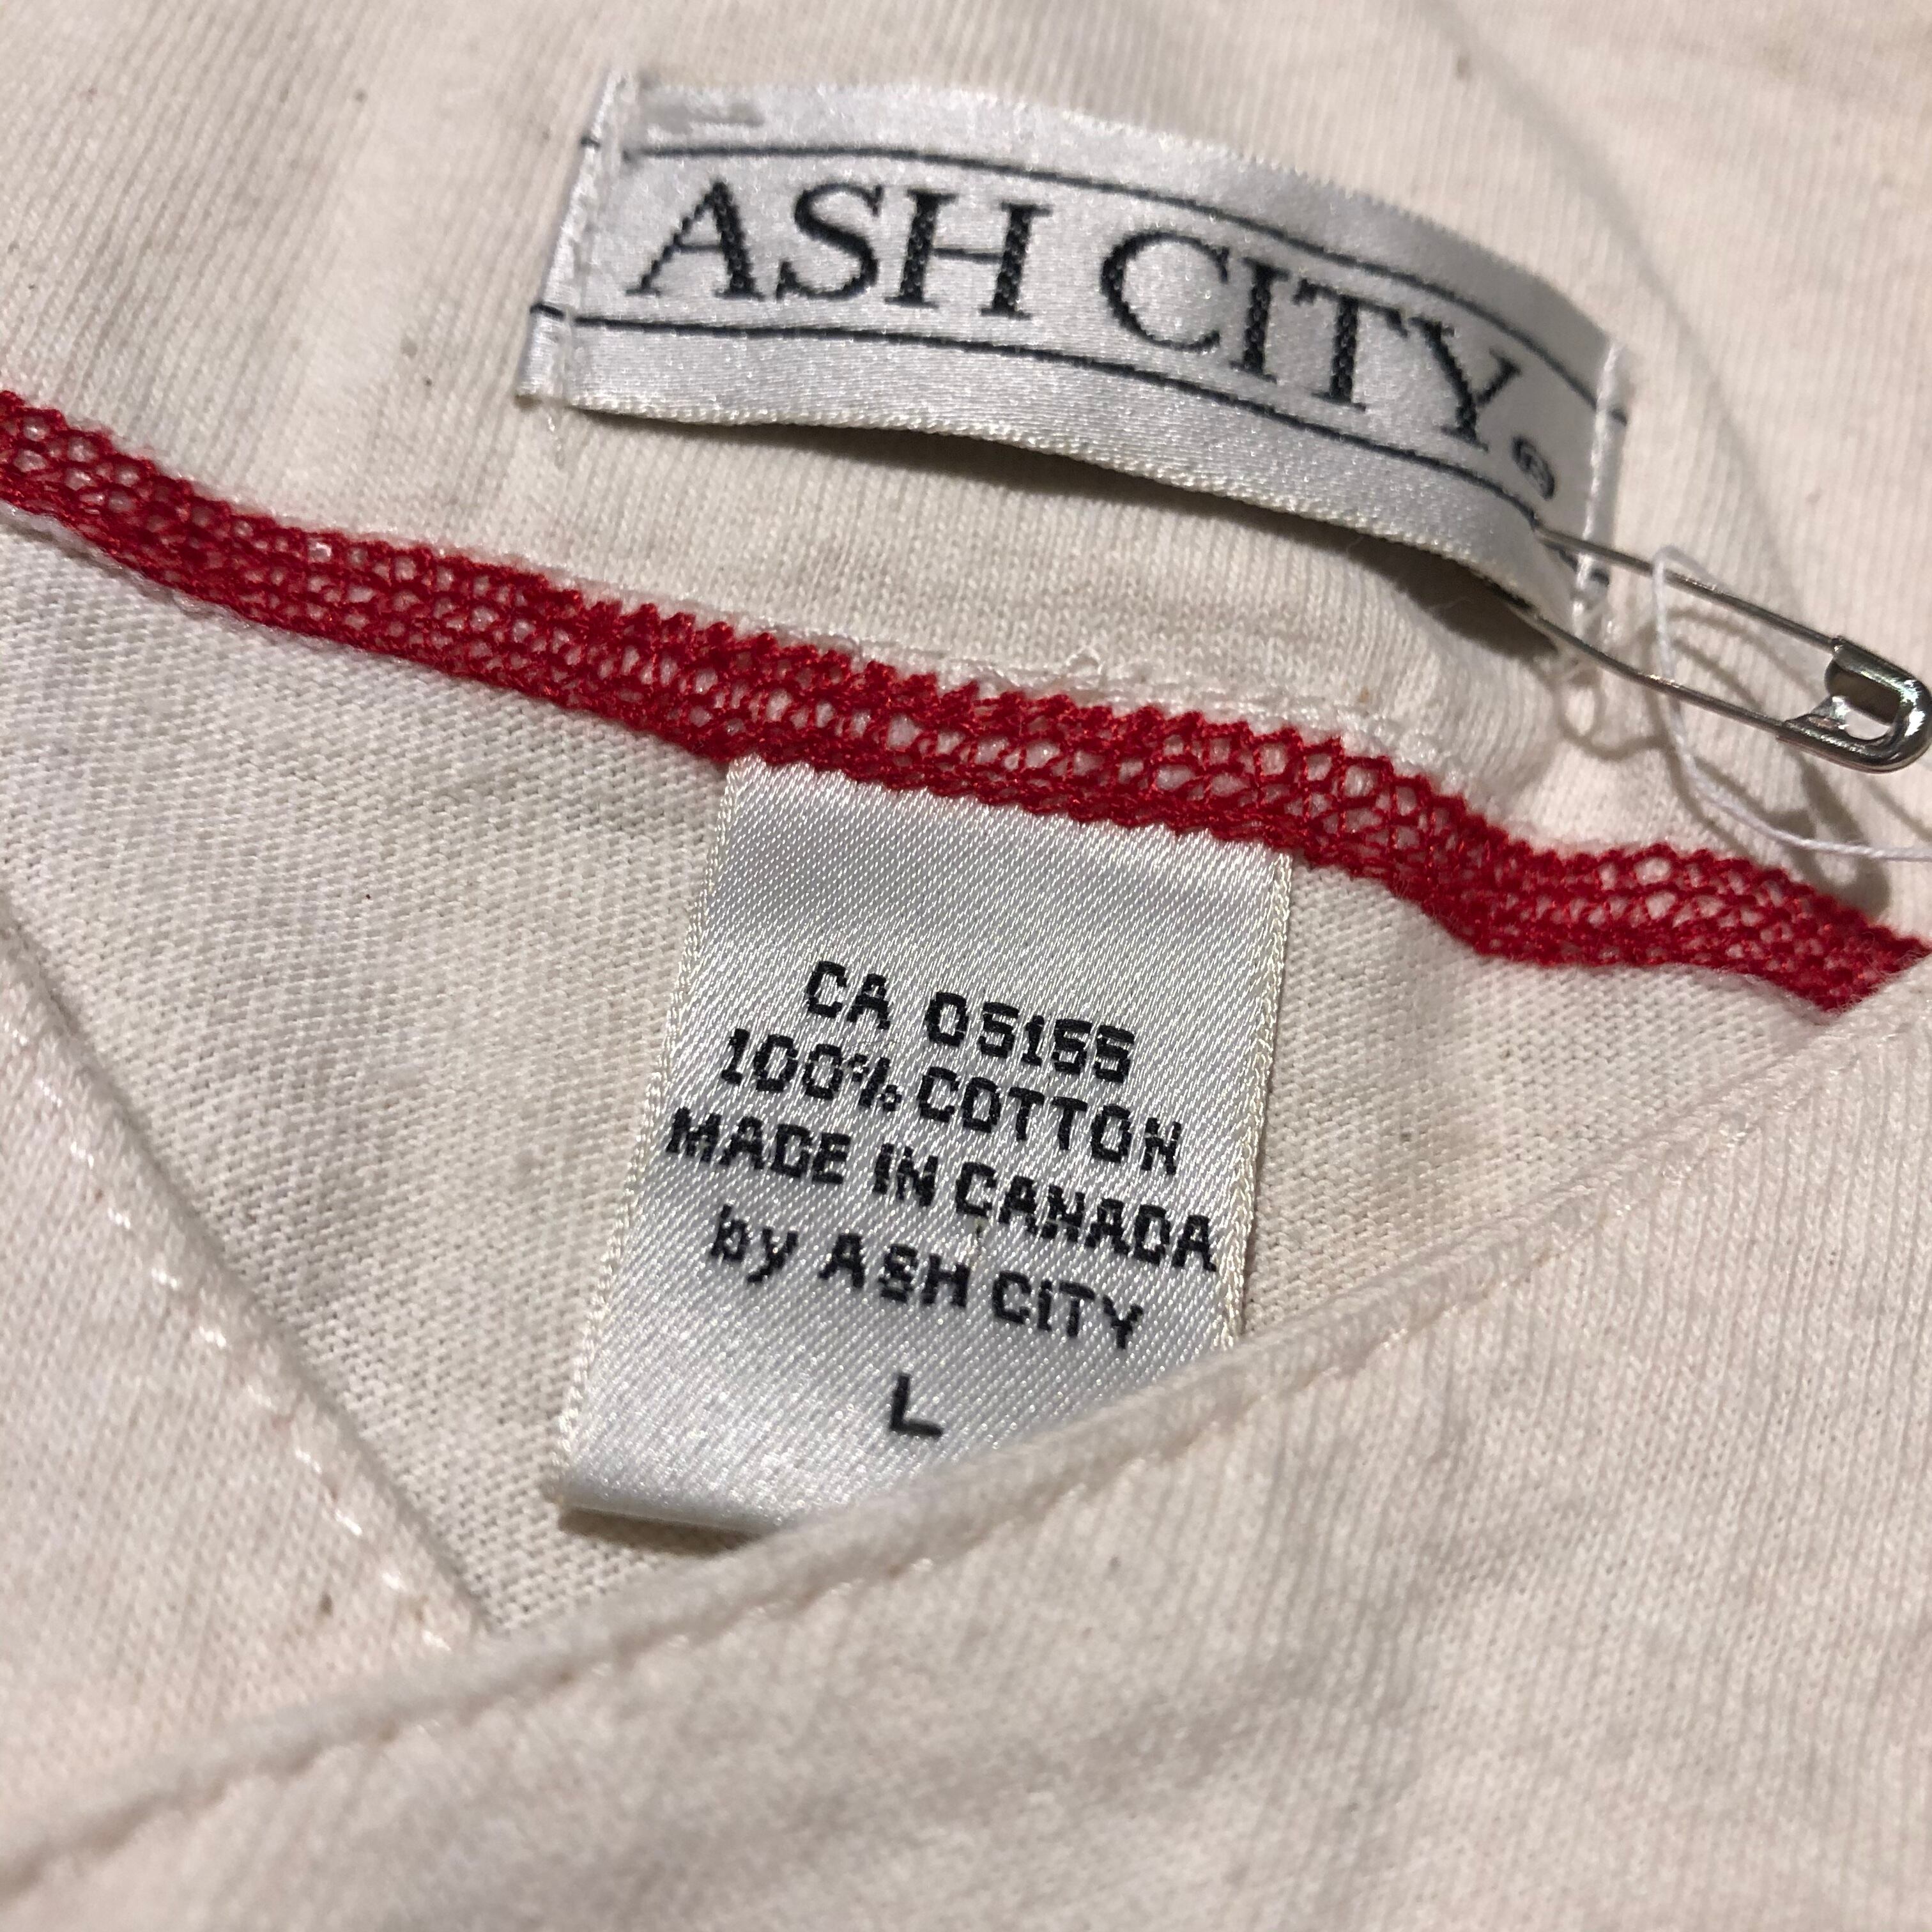 ASH CITY®
CA 05155
100% COTTON
MADE IN CANADA
by ASH CITY
L